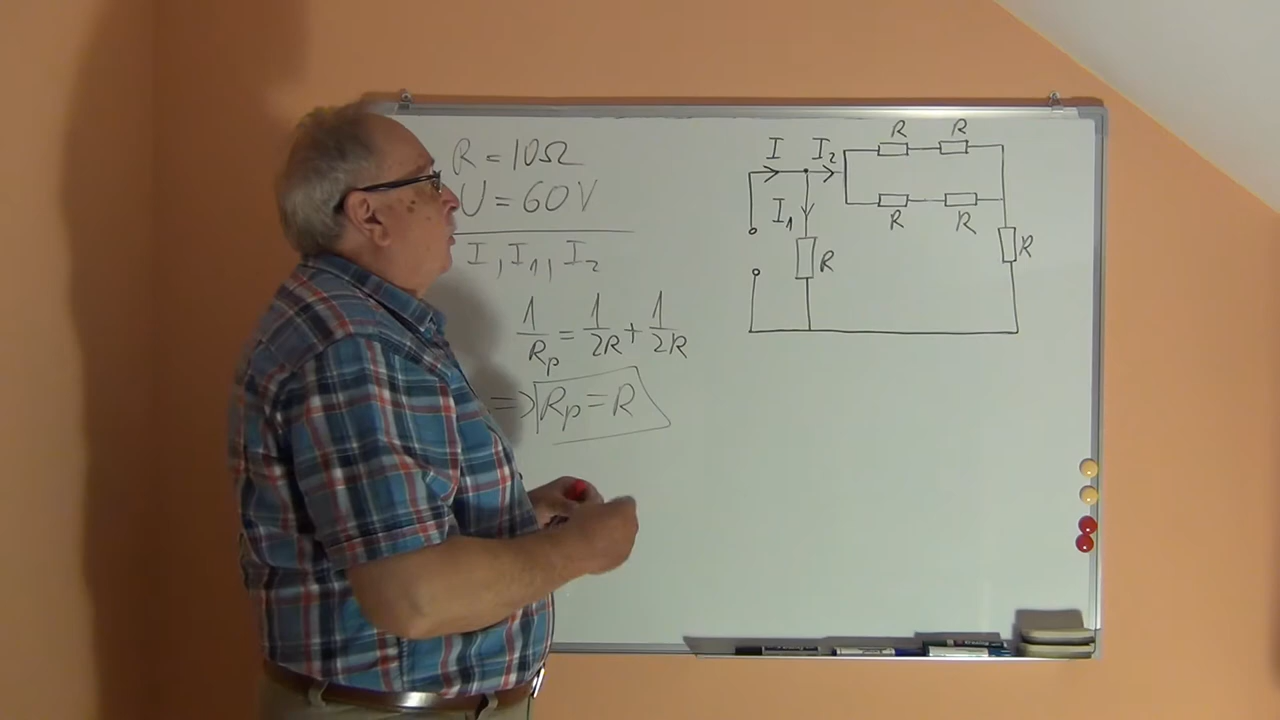 R = 10Ω
U = 60V
I, I₁, I₂
1/Rp = 1/2R + 1/2R
=> Rp = R
I I₂
R R
I₁
R R
R R